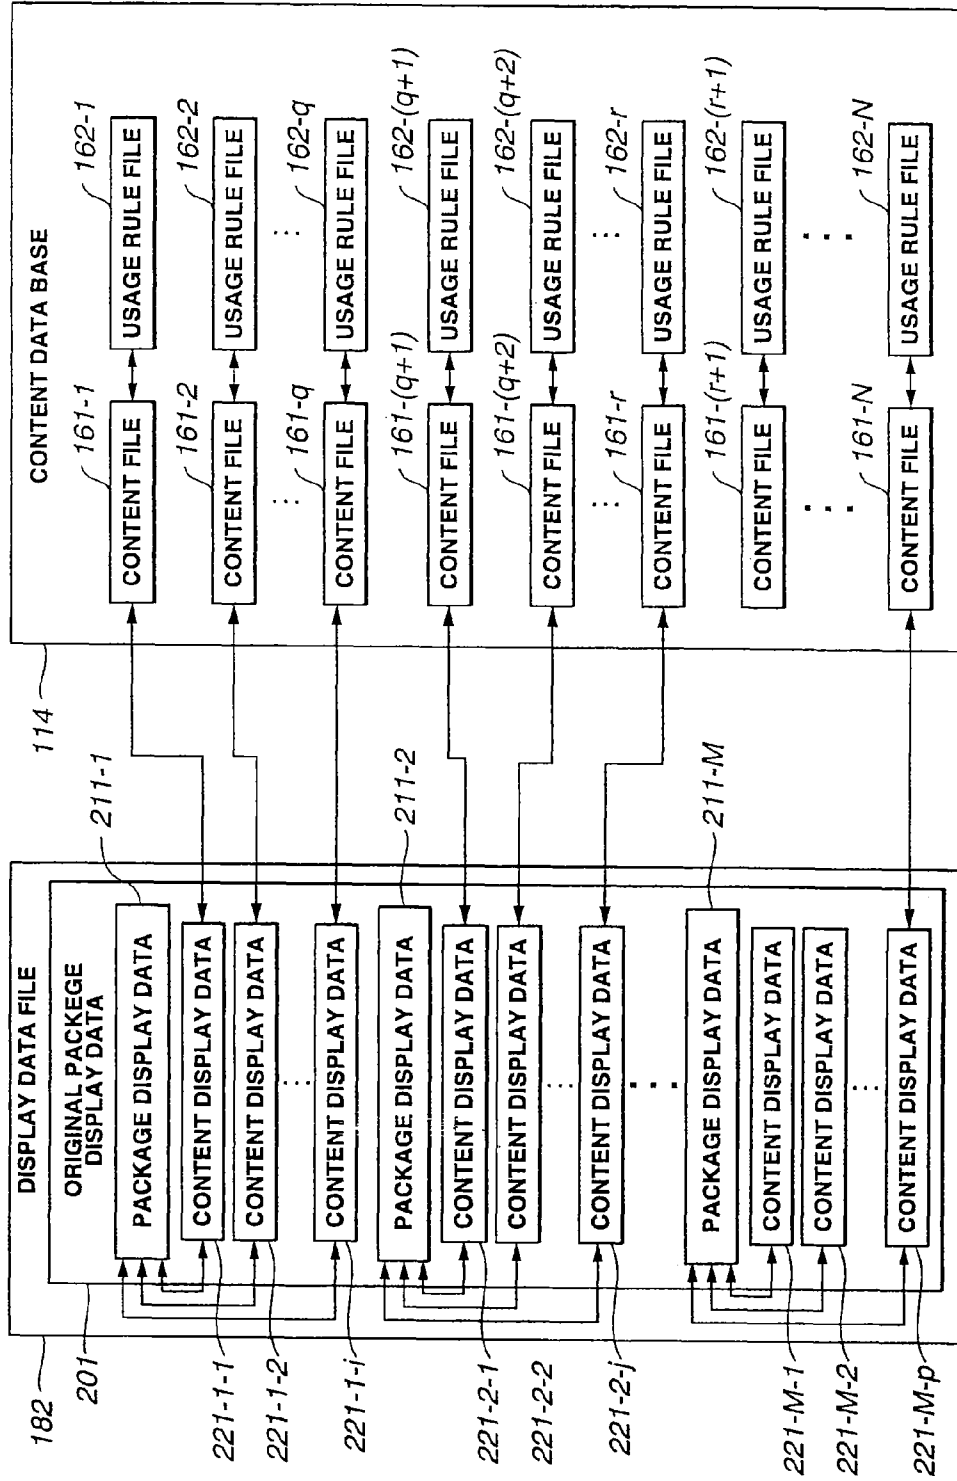 DISPLAY DATA FILE
ORIGINAL PACKEGE
DISPLAY DATA
182
201
PACKAGE DISPLAY DATA
211-1
CONTENT DISPLAY DATA
221-1-1
CONTENT DISPLAY DATA
221-1-2
CONTENT DISPLAY DATA
221-1-i
PACKAGE DISPLAY DATA
211-2
CONTENT DISPLAY DATA
221-2-1
CONTENT DISPLAY DATA
221-2-2
CONTENT DISPLAY DATA
221-2-j
PACKAGE DISPLAY DATA
211-M
CONTENT DISPLAY DATA
221-M-1
CONTENT DISPLAY DATA
221-M-2
CONTENT DISPLAY DATA
221-M-p
CONTENT DATA BASE
114
161-1
CONTENT FILE
162-1
USAGE RULE FILE
161-2
CONTENT FILE
162-2
USAGE RULE FILE
161-q
CONTENT FILE
162-q
USAGE RULE FILE
161-(q+1)
CONTENT FILE
162-(q+1)
USAGE RULE FILE
161-(q+2)
CONTENT FILE
162-(q+2)
USAGE RULE FILE
161-r
CONTENT FILE
162-r
USAGE RULE FILE
161-(r+1)
CONTENT FILE
162-(r+1)
USAGE RULE FILE
161-N
CONTENT FILE
162-N
USAGE RULE FILE